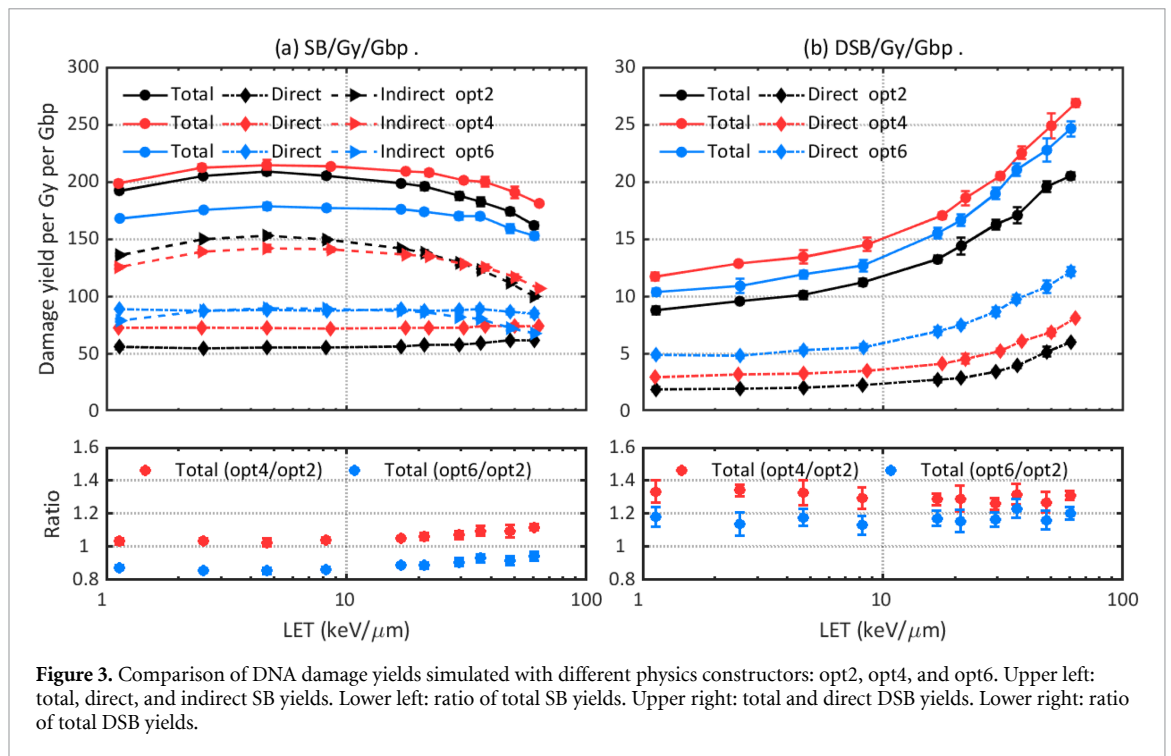 (a) SB/Gy/Gbp .
300
250
200
150
100
50
0
Damage yield per Gy per Gbp
Total Direct Indirect opt2
Total Direct Indirect opt4
Total Direct Indirect opt6
(b) DSB/Gy/Gbp .
30
25
20
15
10
5
0
Total Direct opt2
Total Direct opt4
Total Direct opt6
1.6
1.4
1.2
1
0.8
Ratio
Total (opt4/opt2) Total (opt6/opt2)
1 10 100
LET (keV/μm)
1.6
1.4
1.2
1
0.8
Total (opt4/opt2) Total (opt6/opt2)
1 10 100
LET (keV/μm)
Figure 3. Comparison of DNA damage yields simulated with different physics constructors: opt2, opt4, and opt6. Upper left:
total, direct, and indirect SB yields. Lower left: ratio of total SB yields. Upper right: total and direct DSB yields. Lower right: ratio
of total DSB yields.